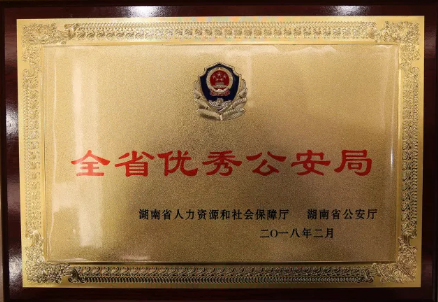 全省优秀公安局
湖南省人力资源和社会保障厅 湖南省公安厅
二〇一八年二月